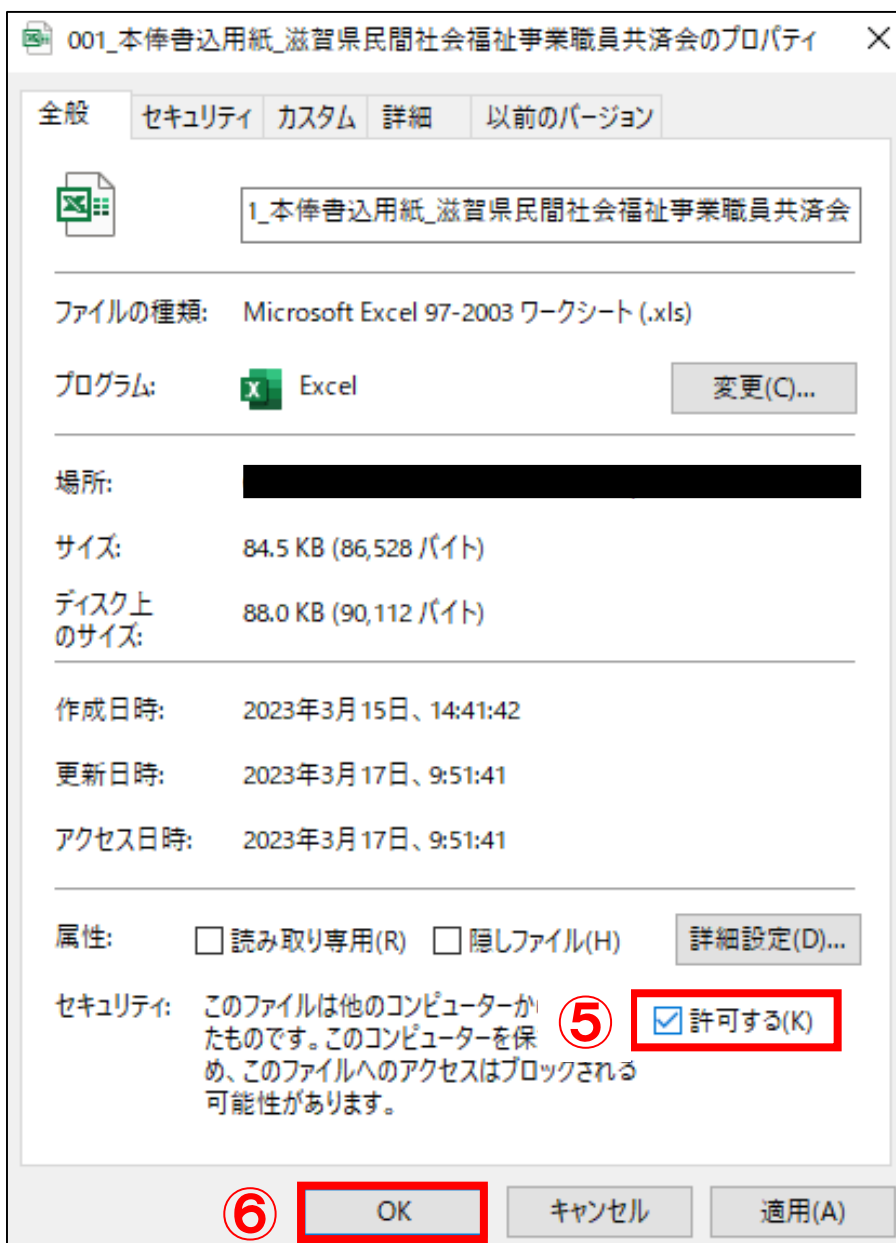 001_本俸書込用紙_滋賀県民間社会福祉事業職員共済会のプロパティ
全般 セキュリティ カスタム 詳細 以前のバージョン
1_本俸書込用紙_滋賀県民間社会福祉事業職員共済会
ファイルの種類: Microsoft Excel 97-2003 ワークシート (.xls)
プログラム: Excel 変更(C)...
場所:
サイズ: 84.5 KB (86,528 バイト)
ディスク上
のサイズ: 88.0 KB (90,112 バイト)
作成日時: 2023年3月15日、14:41:42
更新日時: 2023年3月17日、9:51:41
アクセス日時: 2023年3月17日、9:51:41
属性: 読み取り専用(R) 隠しファイル(H) 詳細設定(D)...
セキュリティ: このファイルは他のコンピューターか
⑤ 許可する(K)
たものです。このコンピューターを保
め、このファイルへのアクセスはブロックされる
可能性があります。
⑥ OK キャンセル 適用(A)